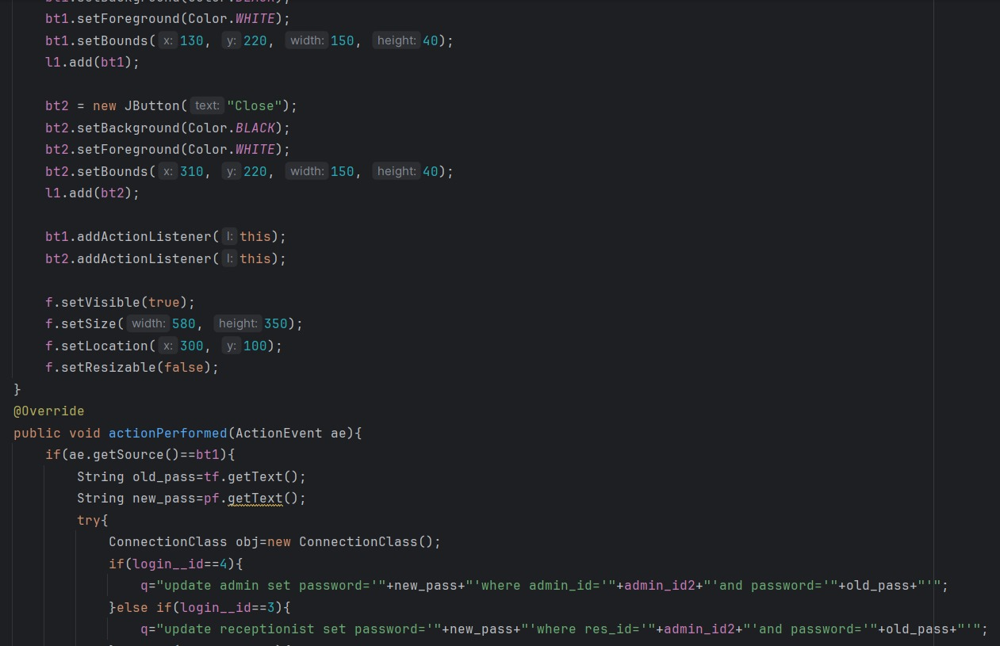 bt1.setBackground(Color.BLACK);
bt1.setForeground(Color.WHITE);
bt1.setBounds( x: 130, y: 220, width: 150, height: 40);
l1.add(bt1);
bt2 = new JButton( text: "Close");
bt2.setBackground(Color.BLACK);
bt2.setForeground(Color.WHITE);
bt2.setBounds( x: 310, y: 220, width: 150, height: 40);
l1.add(bt2);
bt1.addActionListener( l: this);
bt2.addActionListener( l: this);
f.setVisible(true);
f.setSize( width: 580, height: 350);
f.setLocation( x: 300, y: 100);
f.setResizable(false);
}
@Override
public void actionPerformed(ActionEvent ae){
if(ae.getSource()==bt1){
String old_pass=tf.getText();
String new_pass=pf.getText();
try{
ConnectionClass obj=new ConnectionClass();
if(login__id==4){
q="update admin set password='"+new_pass+"'where admin_id='"+admin_id2+"'and password='"+old_pass+"'";
}else if(login__id==3){
q="update receptionist set password='"+new_pass+"'where res_id='"+admin_id2+"'and password='"+old_pass+"'";